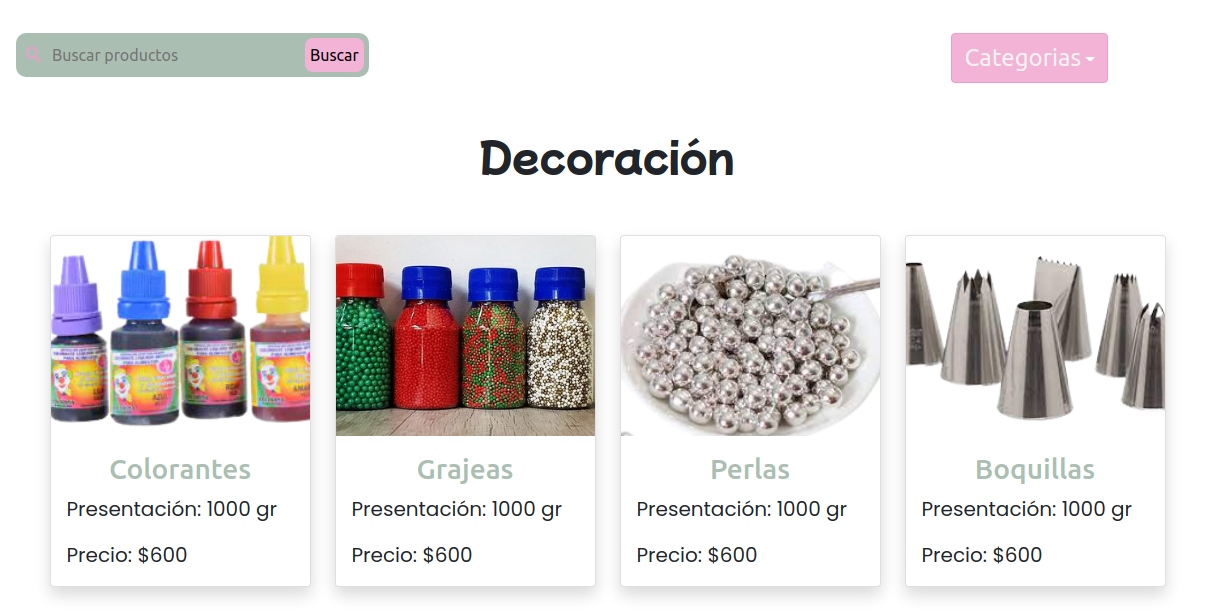 Buscar productos Buscar Categorias
Decoración
Colorantes Grajeas Perlas Boquillas
Presentación: 1000 gr Presentación: 1000 gr Presentación: 1000 gr Presentación: 1000 gr
Precio: $600 Precio: $600 Precio: $600 Precio: $600